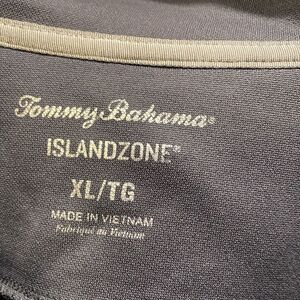 Tommy Bahama®
ISLANDZONE®
XL/TG
MADE IN VIETNAM
Fabriqué au Vietnam